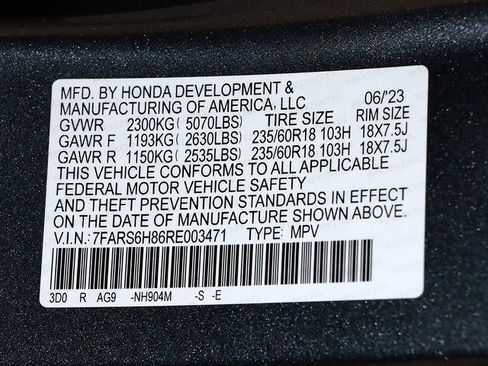 MFD. BY HONDA DEVELOPMENT &
MANUFACTURING OF AMERICA, LLC 06/'23
GVWR 2300KG( 5070LBS) TIRE SIZE RIM SIZE
GAWR F 1193KG( 2630LBS) 235/60R18 103H 18X7.5J
GAWR R 1150KG( 2535LBS) 235/60R18 103H 18X7.5J
THIS VEHICLE CONFORMS TO ALL APPLICABLE
FEDERAL MOTOR VEHICLE SAFETY
AND THEFT PREVENTION STANDARDS IN EFFECT
ON THE DATE OF MANUFACTURE SHOWN ABOVE.
V.I.N.: 7FARS6H86RE003471 TYPE: MPV
3D0 R AG9 -NH904M -S -E